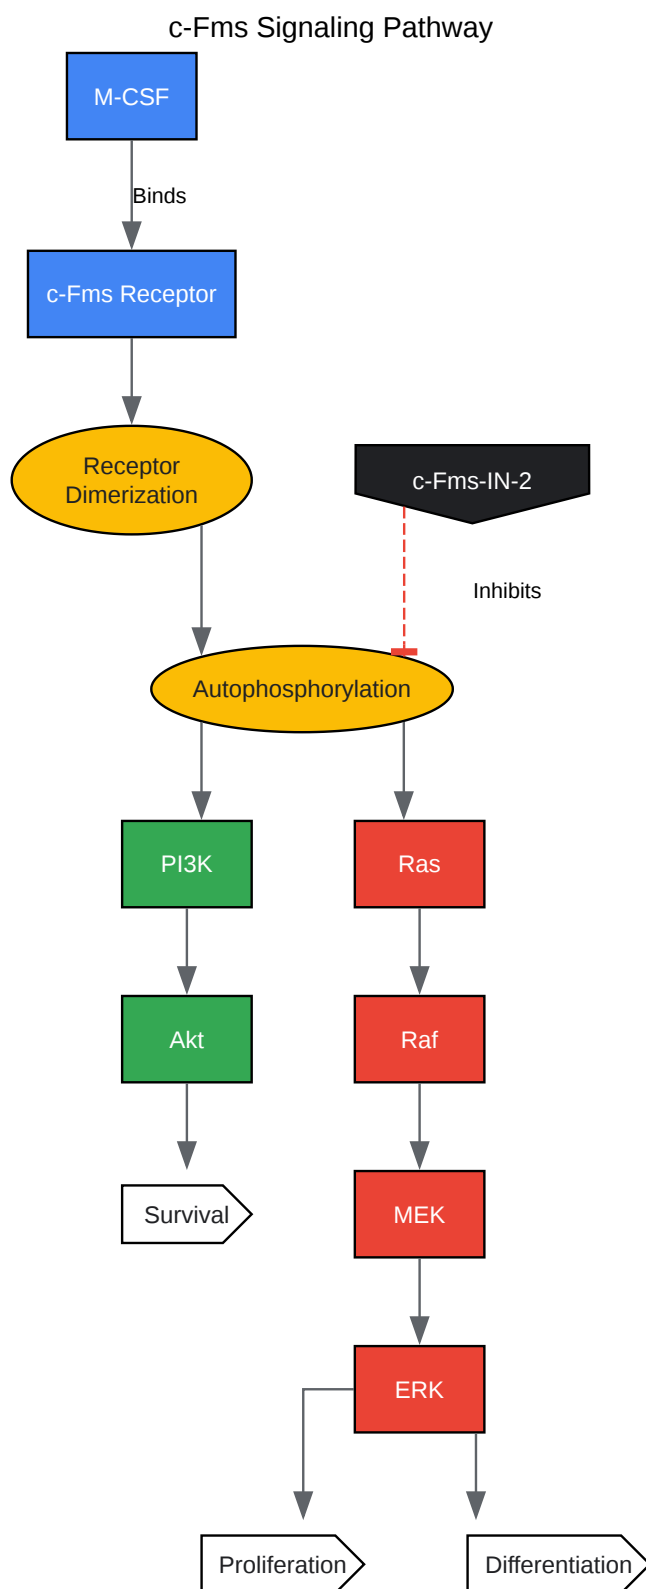 c-Fms Signaling Pathway
M-CSF
Binds
c-Fms Receptor
Receptor
Dimerization
c-Fms-IN-2
Inhibits
Autophosphorylation
PI3K
Ras
Akt
Raf
Survival
MEK
ERK
Proliferation
Differentiation